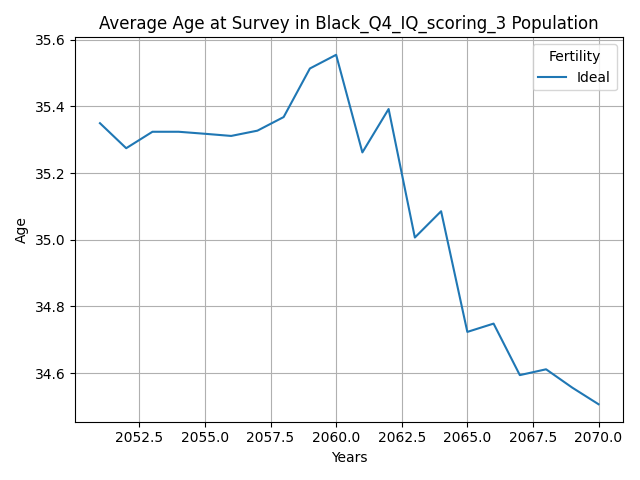 Average Age at Survey in Black_Q4_IQ_scoring_3 Population
Fertility
Ideal
Age
35.6
35.4
35.2
35.0
34.8
34.6
2052.5 2055.0 2057.5 2060.0 2062.5 2065.0 2067.5 2070.0
Years